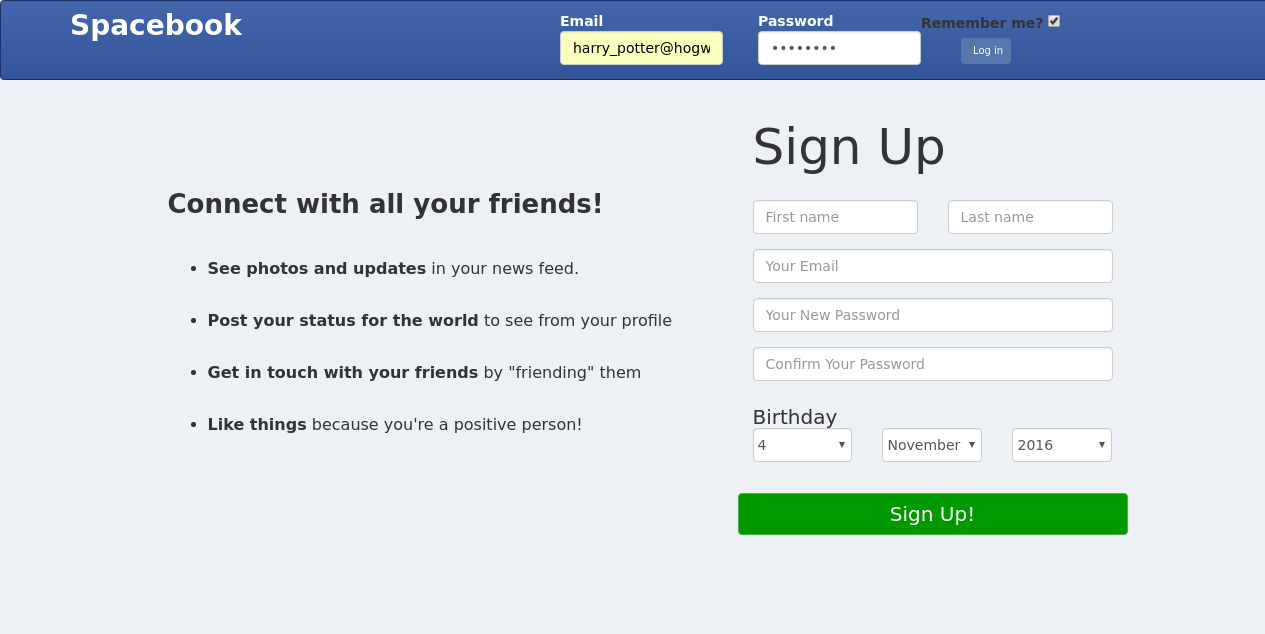 Spacebook
Email
Password
Remember me?
harry_potter@hogw
••••••••
Log in
Sign Up
Connect with all your friends!
First name
Last name
Your Email
See photos and updates in your news feed.
Your New Password
Post your status for the world to see from your profile
Confirm Your Password
Get in touch with your friends by "friending" them
Like things because you're a positive person!
Birthday
4
November
2016
Sign Up!